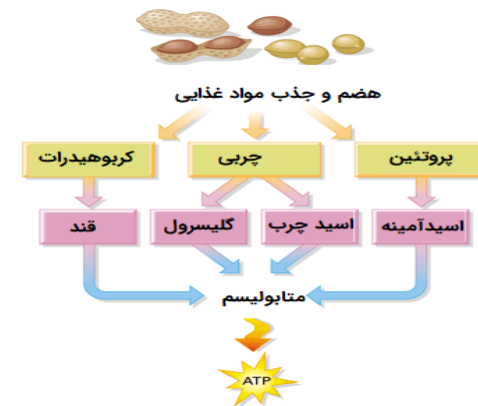 هضم و جذب مواد غذایی
پروتئین
چربی
کربوهیدرات
اسیدآمینه
اسید چرب
گلیسرول
قند
متابولیسم
ATP